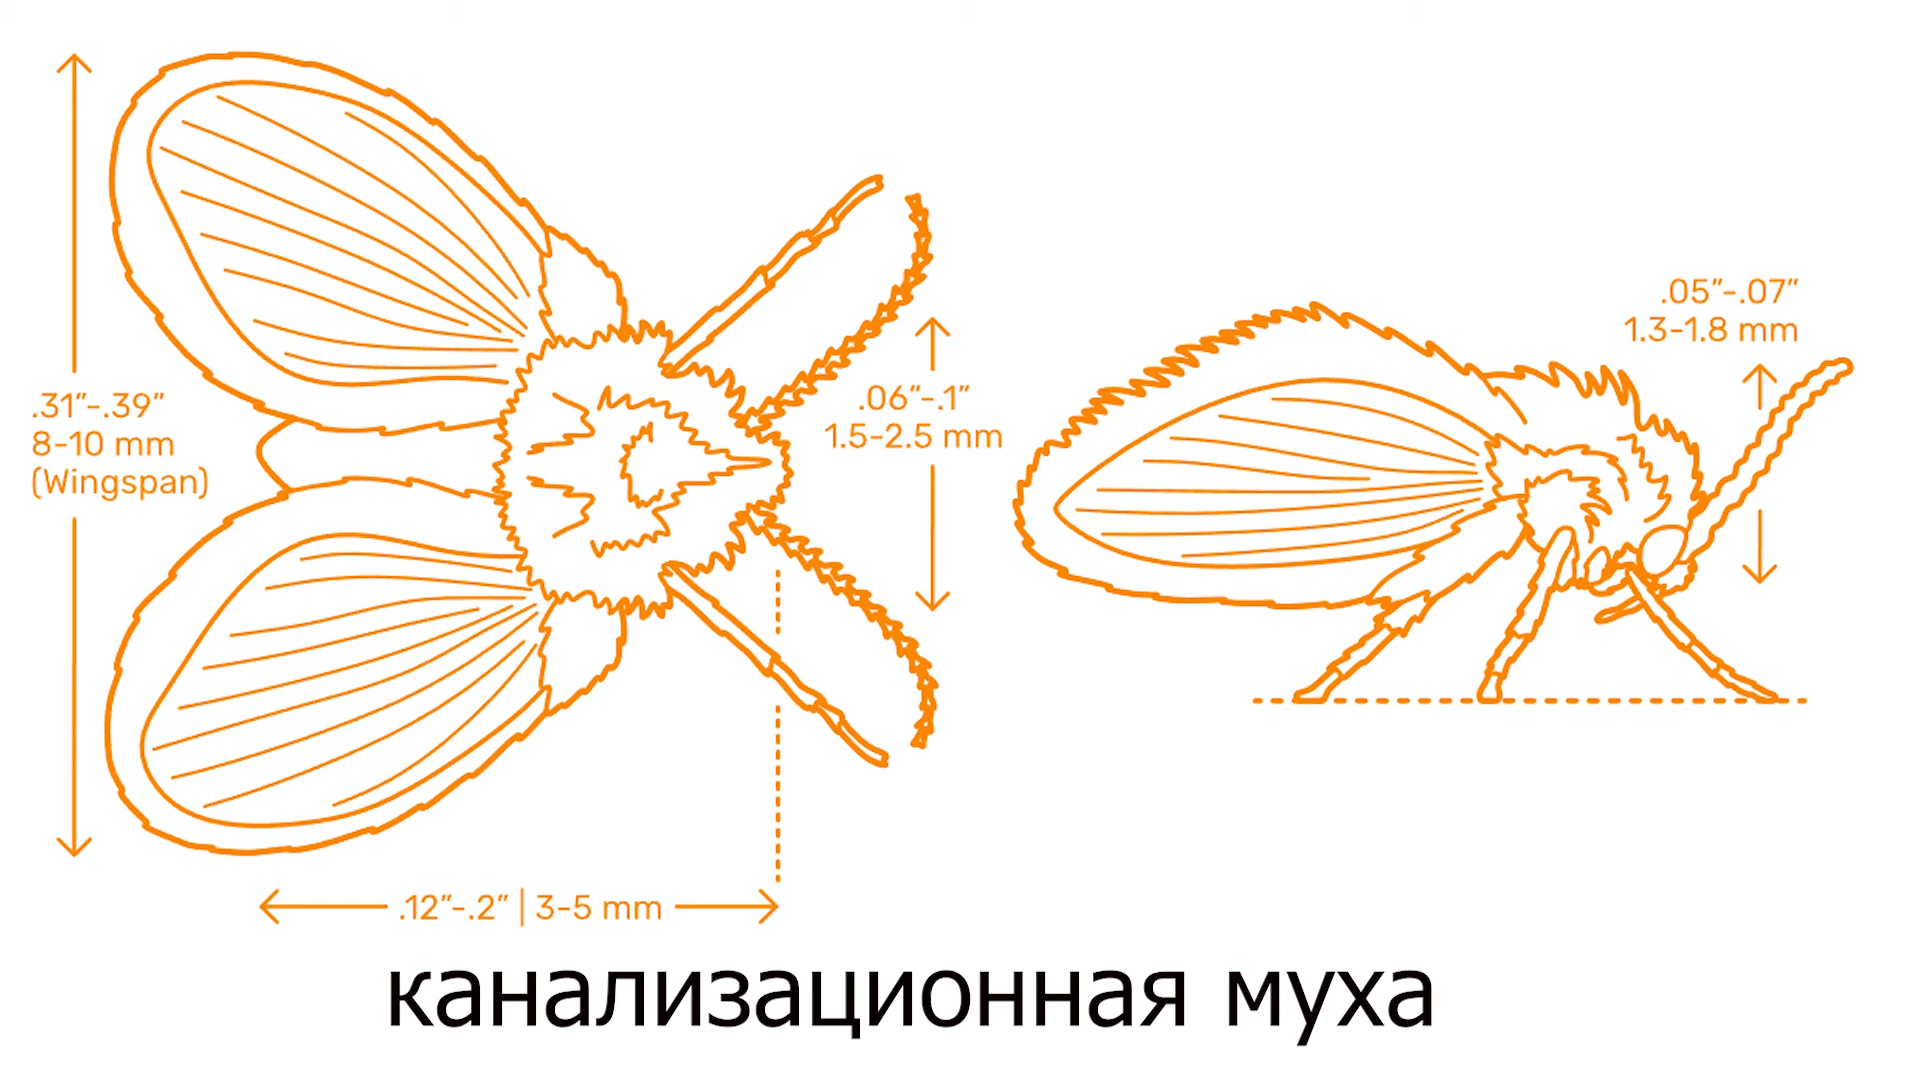 .31”-.39”
8-10 mm
(Wingspan)
.06”-.1”
1.5-2.5 mm
.05”-.07”
1.3-1.8 mm
.12”-.2” | 3-5 mm
канализационная муха